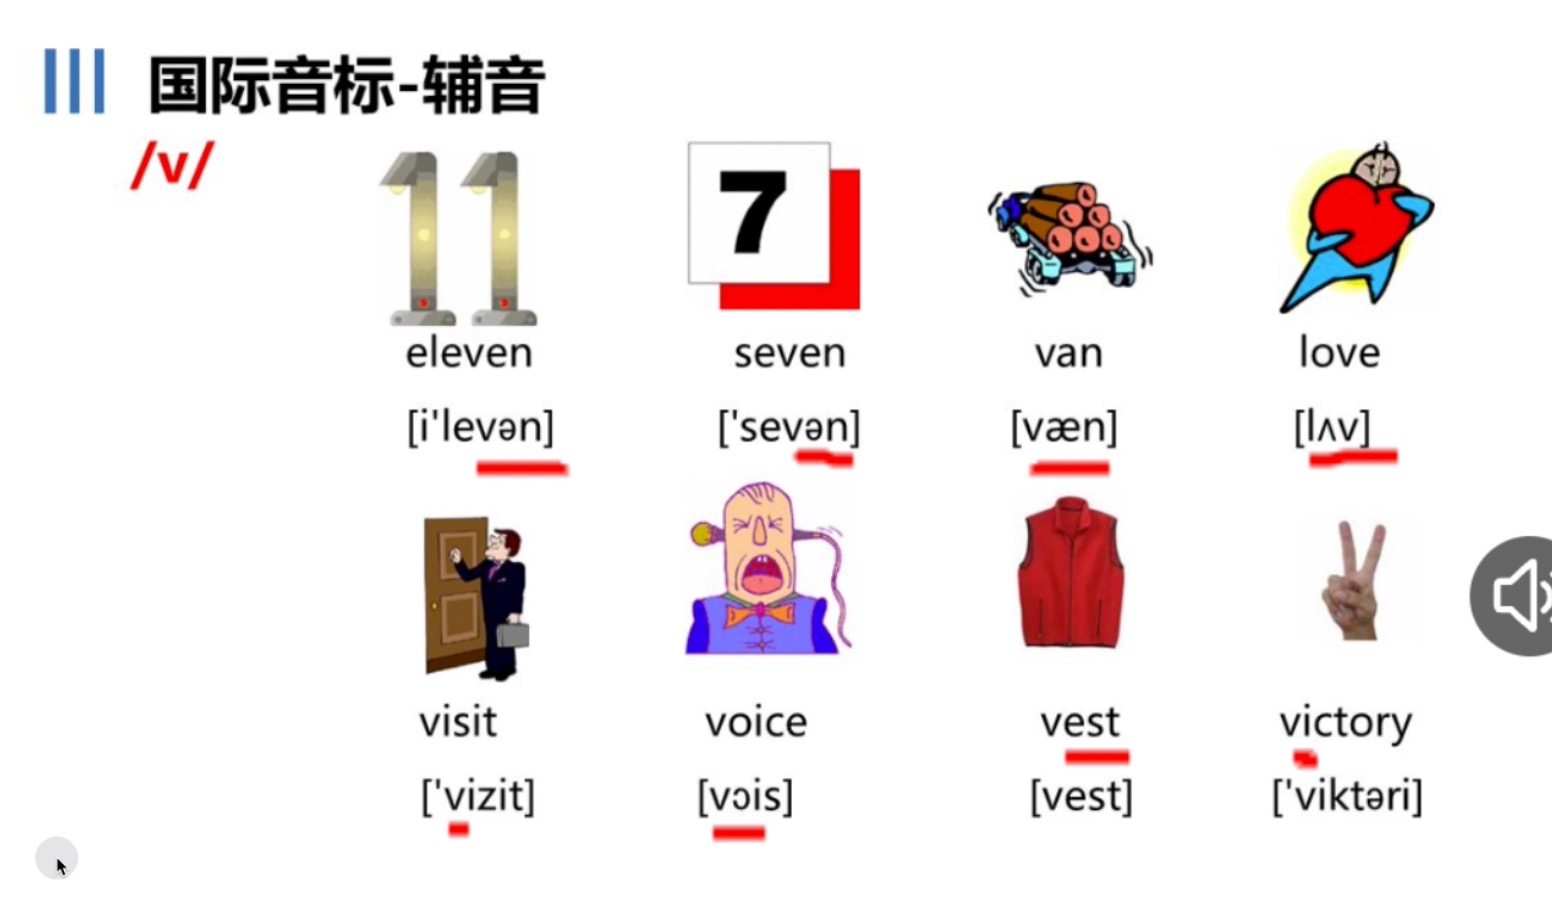 国际音标-辅音
/v/
11
7
eleven seven van love
[i'levən] ['sevən] [væn] [lʌv]
visit voice vest victory
['vizit] [vɔis] [vest] ['viktəri]